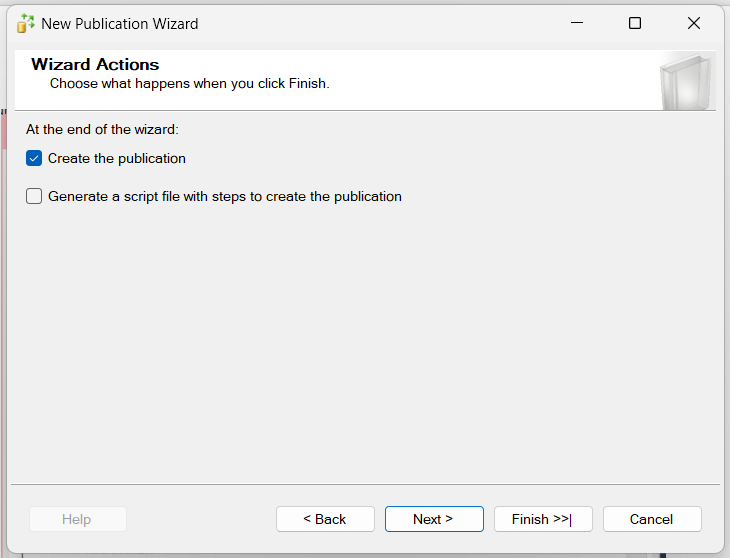 New Publication Wizard
Wizard Actions
Choose what happens when you click Finish.
At the end of the wizard:
Create the publication
Generate a script file with steps to create the publication
Help
< Back
Next >
Finish >>|
Cancel